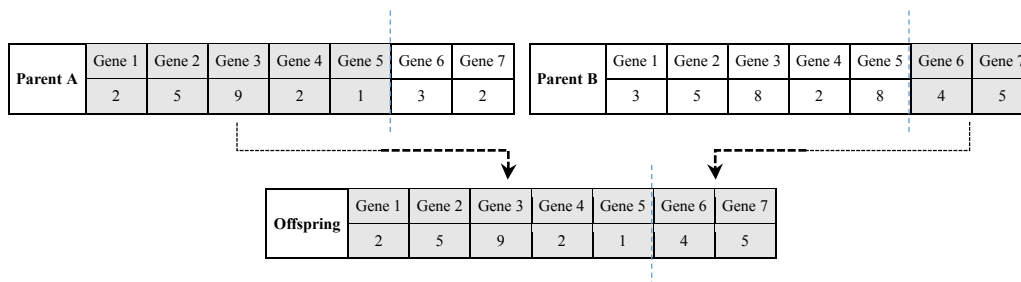 Parent A Gene 1 Gene 2 Gene 3 Gene 4 Gene 5 Gene 6 Gene 7
2 5 9 2 1 3 2
Parent B Gene 1 Gene 2 Gene 3 Gene 4 Gene 5 Gene 6 Gene 7
3 5 8 2 8 4 5
Offspring Gene 1 Gene 2 Gene 3 Gene 4 Gene 5 Gene 6 Gene 7
2 5 9 2 1 4 5